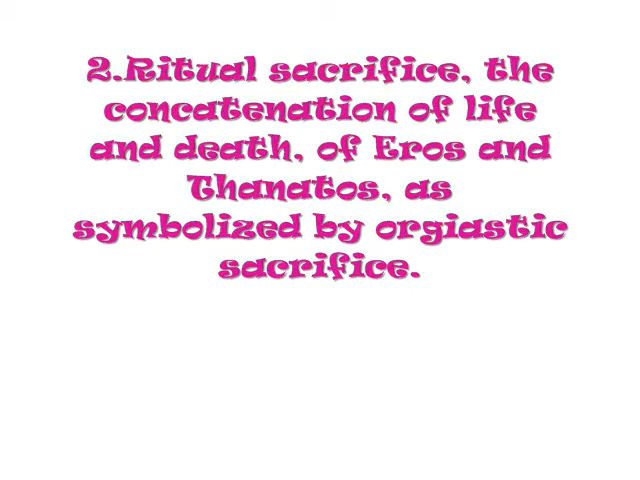 2.Ritual sacrifice, the
concatenation of life
and death, of Eros and
Thanatos, as
symbolized by orgiastic
sacrifice.